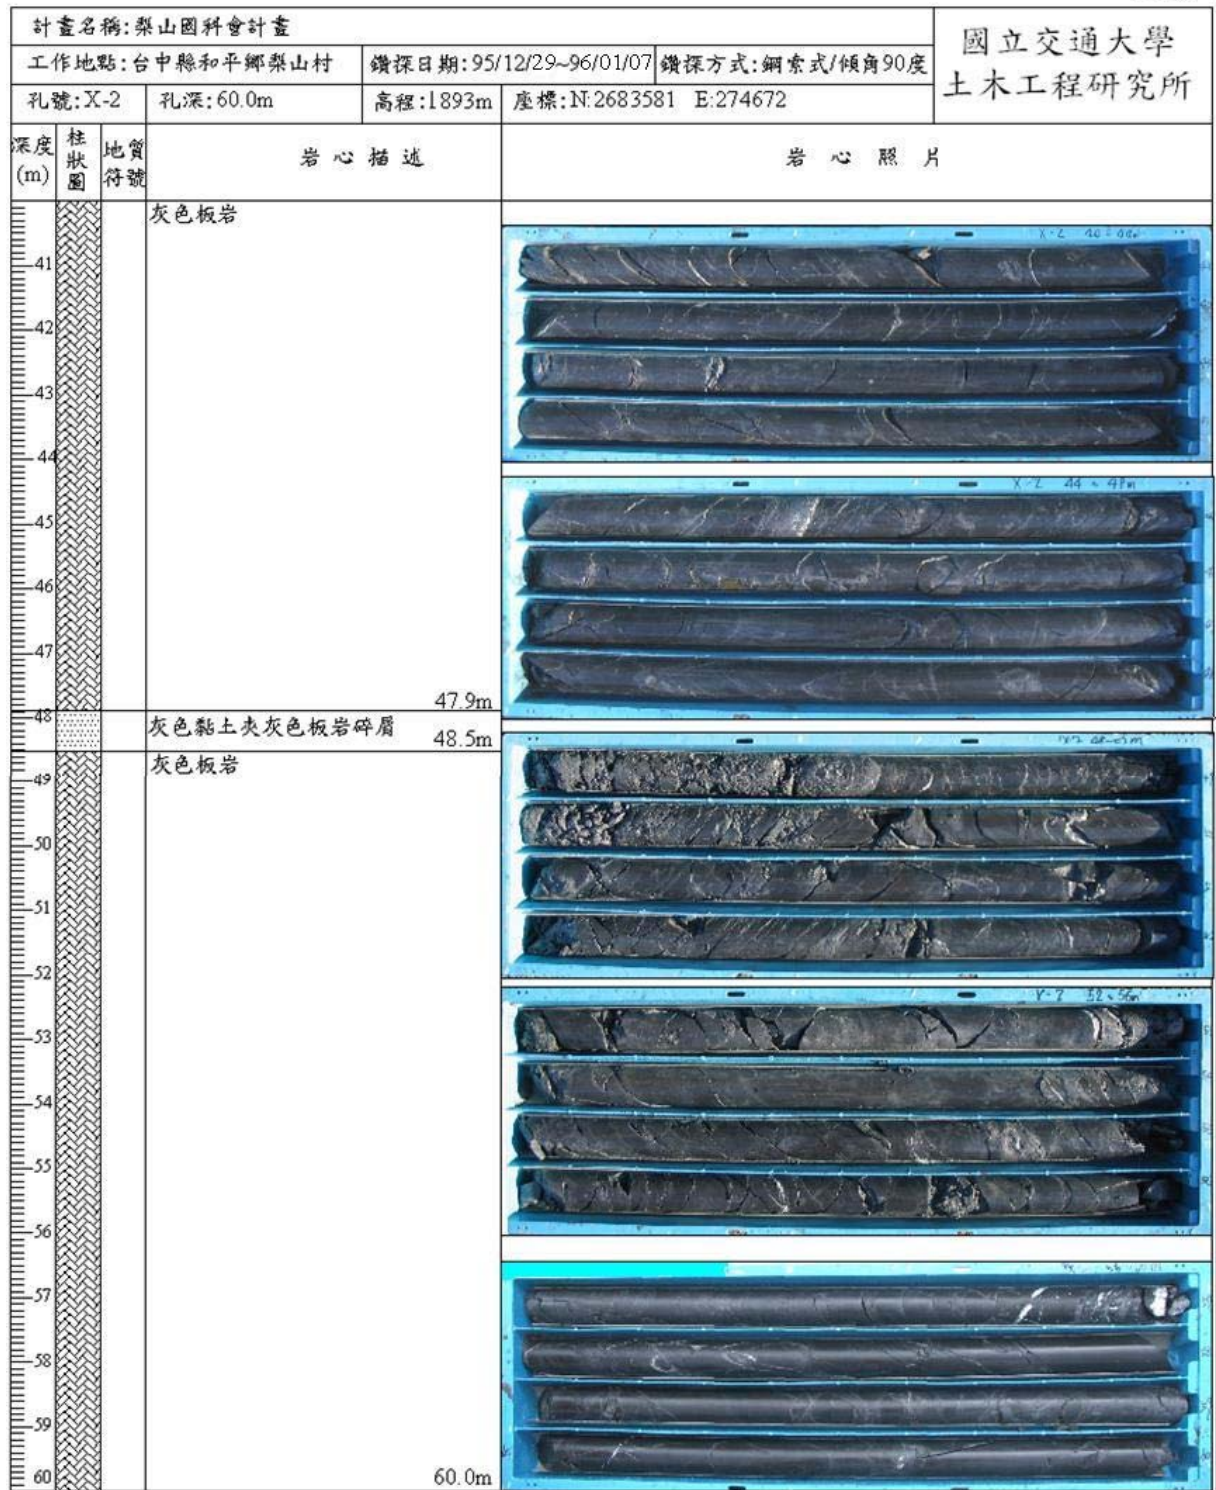 計畫名稱:梨山國科會計畫
國立交通大學
土木工程研究所
工作地點:台中縣和平鄉梨山村 鑽探日期:95/12/29~96/01/07 鑽探方式:鋼索式/傾角90度
孔號:X-2 孔深:60.0m 高程:1893m 座標:N:2683581 E:274672
深度(m) 柱狀圖 地質符號 岩心描述 岩心照片
灰色板岩
41
42
43
44
X-2 44~48m
45
46
47
47.9m
48
灰色黏土夾灰色板岩碎屑 48.5m
灰色板岩
49
50
51
52
X-2 52~56m
53
54
55
56
57
58
59
60
60.0m